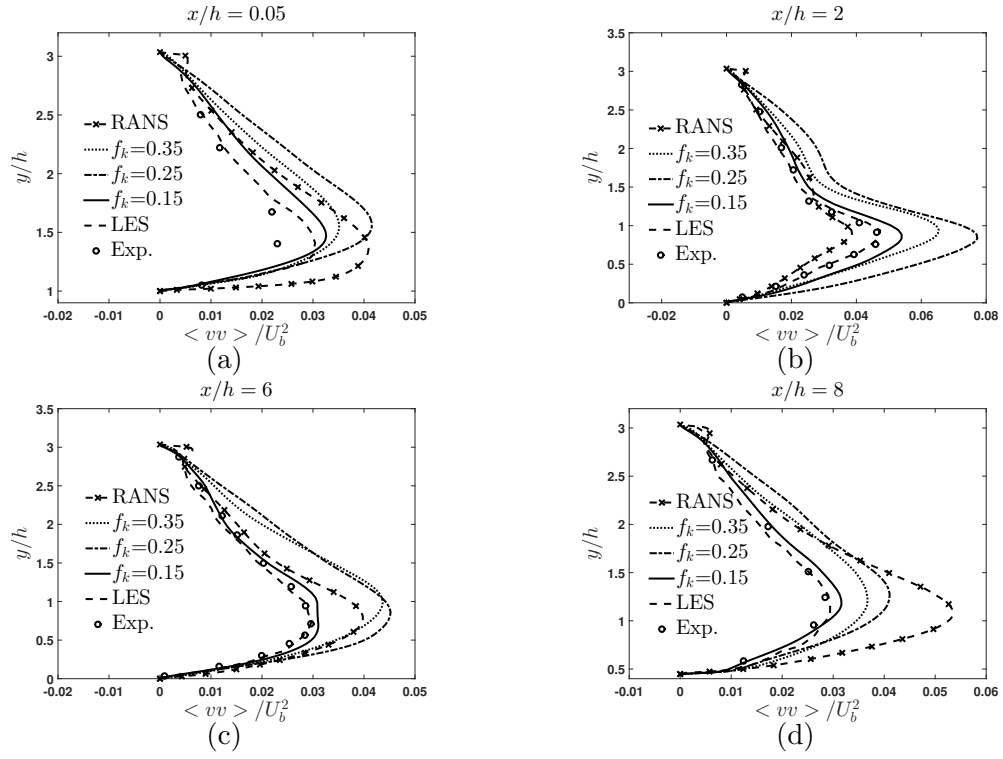 x/h = 0.05
3
2.5
2
1.5
1
y/h
RANS
f_k=0.35
f_k=0.25
f_k=0.15
LES
Exp.
-0.02 -0.01 0 0.01 0.02 0.03 0.04 0.05
< vv > /U_b^2
(a)
x/h = 2
3.5
3
2.5
2
1.5
1
0.5
0
y/h
RANS
f_k=0.35
f_k=0.25
f_k=0.15
LES
Exp.
-0.02 0 0.02 0.04 0.06 0.08
< vv > /U_b^2
(b)
x/h = 6
3.5
3
2.5
2
1.5
1
0.5
0
y/h
RANS
f_k=0.35
f_k=0.25
f_k=0.15
LES
Exp.
-0.02 -0.01 0 0.01 0.02 0.03 0.04 0.05
< vv > /U_b^2
(c)
x/h = 8
3
2.5
2
1.5
1
0.5
y/h
RANS
f_k=0.35
f_k=0.25
f_k=0.15
LES
Exp.
-0.01 0 0.01 0.02 0.03 0.04 0.05 0.06
< vv > /U_b^2
(d)